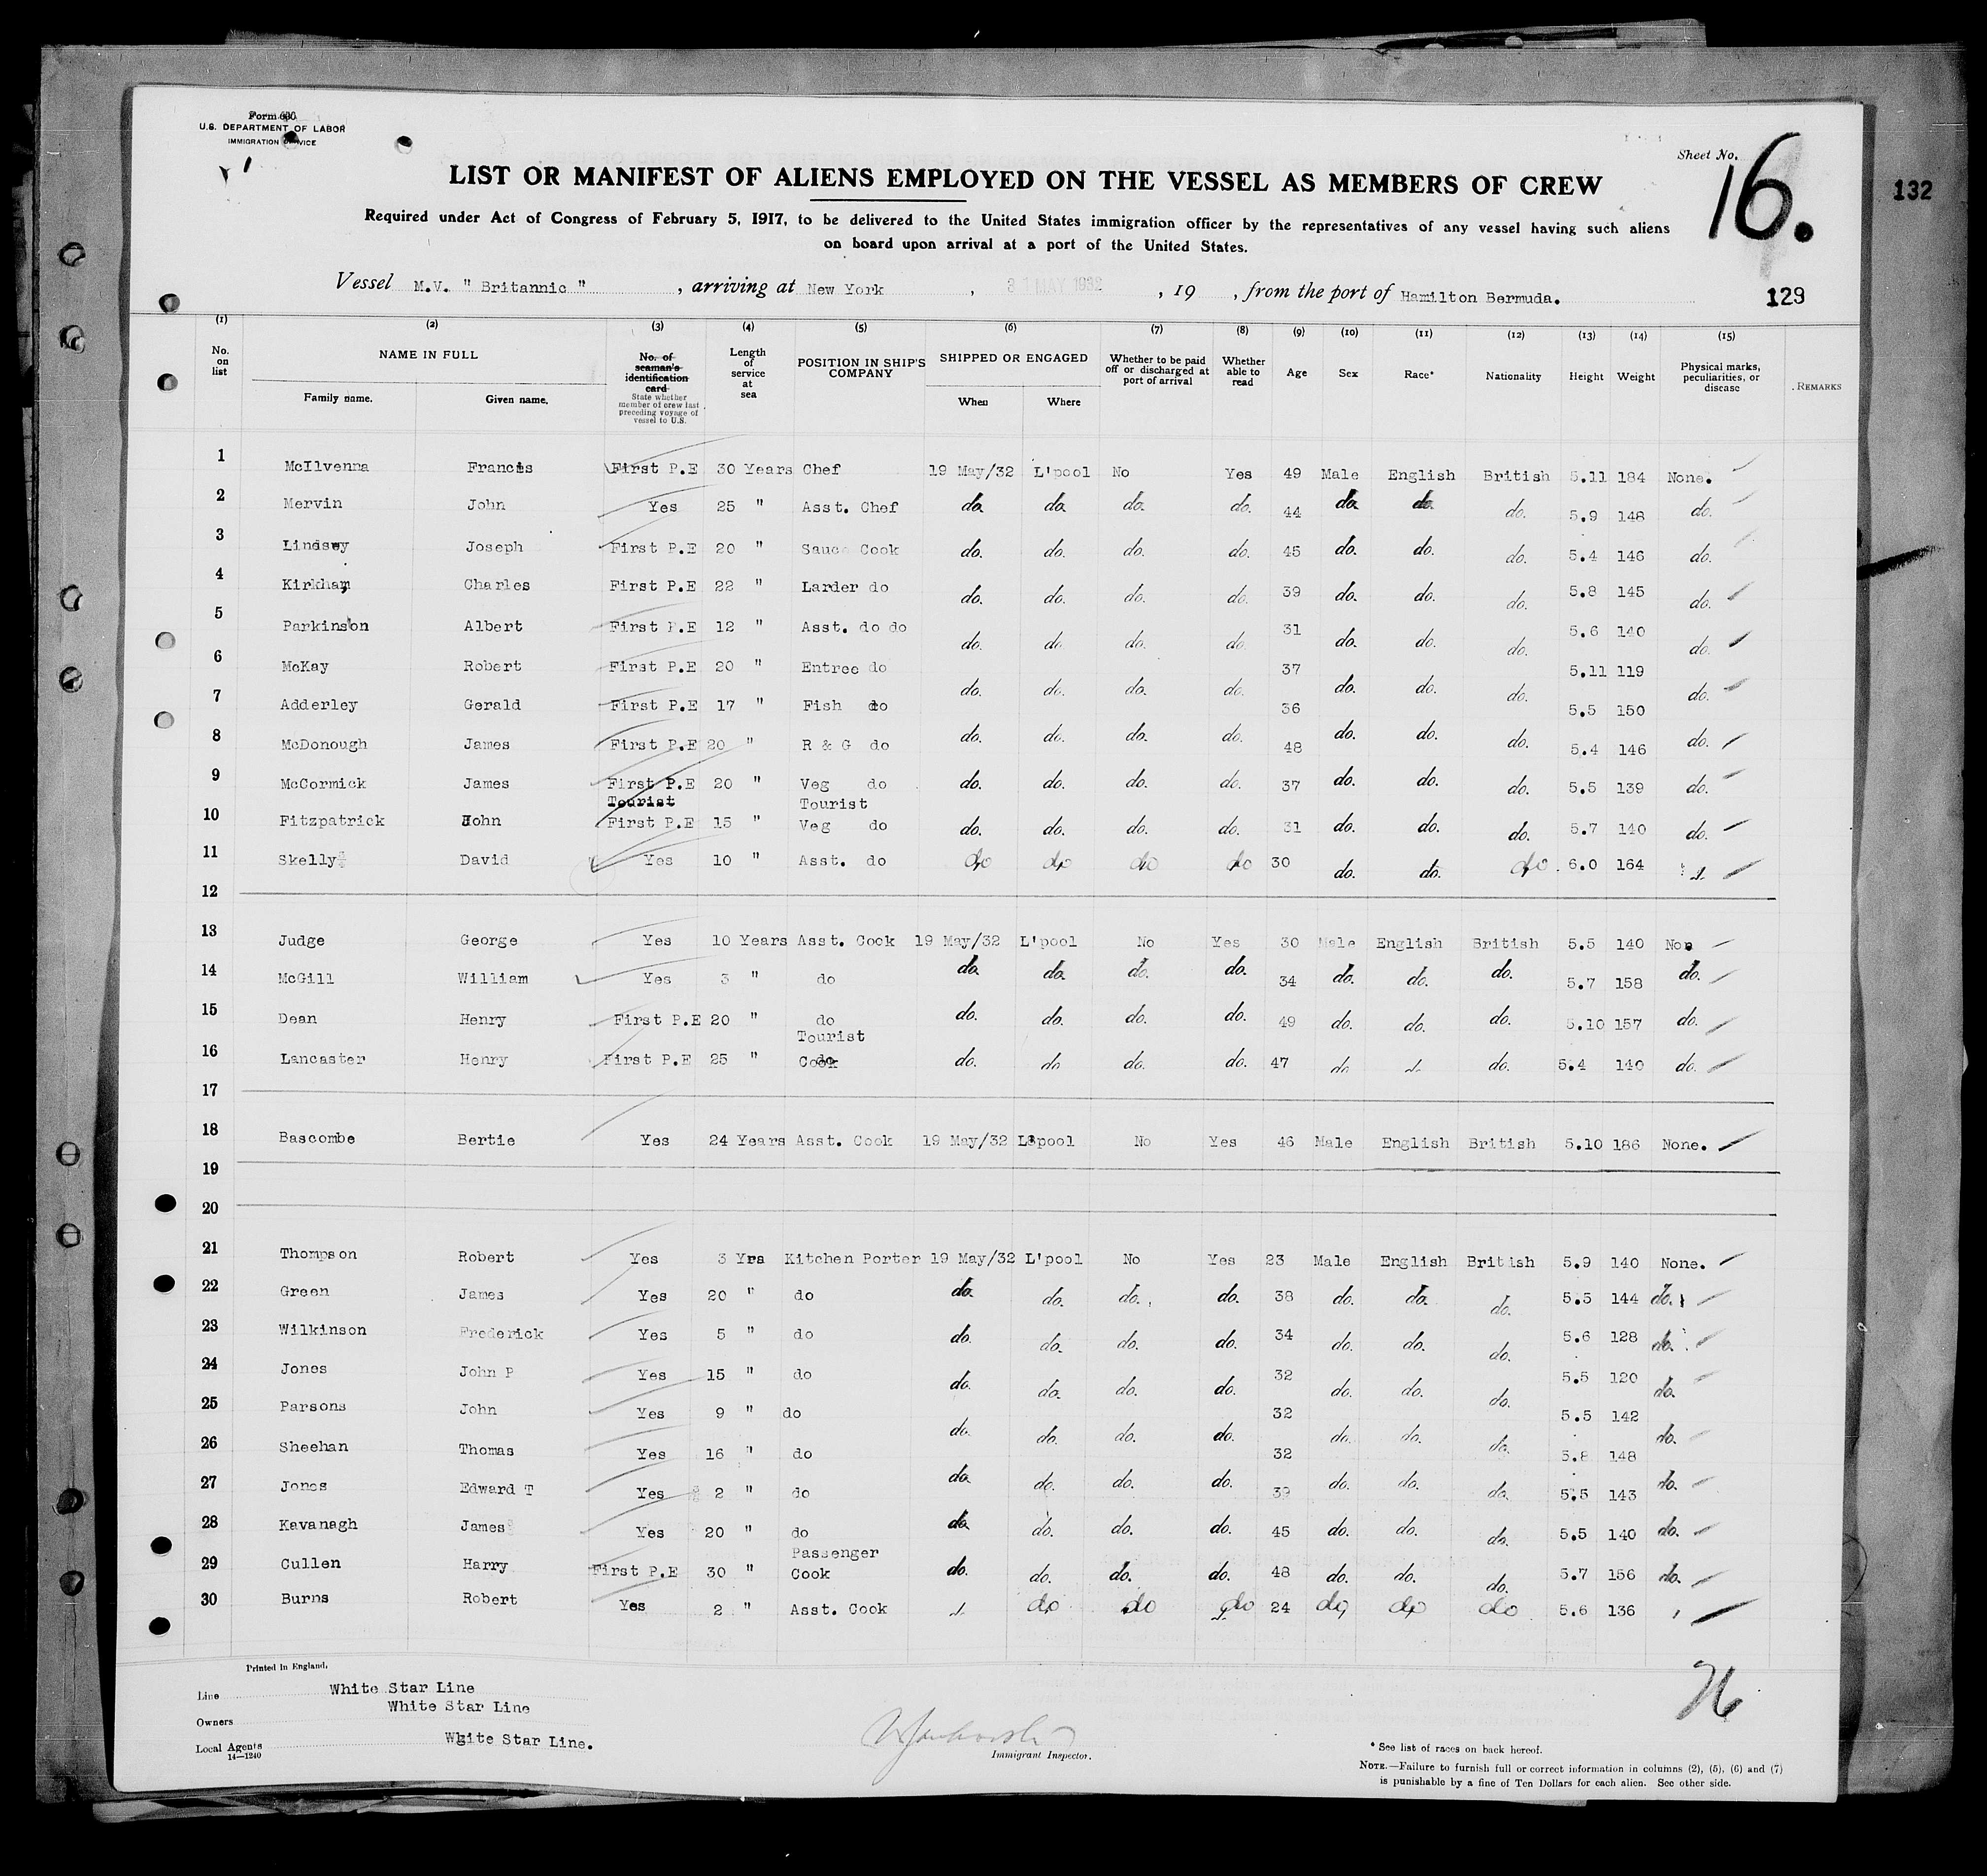 Form 680
U.S. DEPARTMENT OF LABOR
IMMIGRATION SERVICE
Sheet No. 16.
132
LIST OR MANIFEST OF ALIENS EMPLOYED ON THE VESSEL AS MEMBERS OF CREW
Required under Act of Congress of February 5, 1917, to be delivered to the United States immigration officer by the representatives of any vessel having such aliens
on board upon arrival at a port of the United States.
Vessel M.V. " Britannic " , arriving at New York , 31 MAY 1932 , 19 , from the port of Hamilton Bermuda.
129
(1) (2) (3) (4) (5) (6) (7) (8) (9) (10) (11) (12) (13) (14) (15)
No. on list NAME IN FULL Family name. Given name. No. of seaman's identification card State whether member of crew last preceding voyage of vessel to U.S. Length of service at sea POSITION IN SHIP'S COMPANY SHIPPED OR ENGAGED When Where Whether to be paid off or discharged at port of arrival Whether able to read Age Sex Race* Nationality Height Weight Physical marks, peculiarities, or disease REMARKS
1 McIlvenna Francis First P.E 30 Years Chef 19 May/32 L'pool No Yes 49 Male English British 5.11 184 None.
2 Mervin John Yes 25 " Asst. Chef do. do. do. do. 44 do. do. do. 5.9 148 do.
3 Lindsey Joseph First P.E 20 " Sauce Cook do. do. do. do. 45 do. do. do. 5.4 146 do.
4 Kirkham Charles First P.E 22 " Larder do do. do. do. do. 39 do. do. do. 5.8 145 do.
5 Parkinson Albert First P.E 12 " Asst. do do do. do. do. do. 31 do. do. do. 5.6 140 do.
6 McKay Robert First P.E 20 " Entree do do. do. do. do. 37 do. do. do. 5.11 119 do.
7 Adderley Gerald First P.E 17 " Fish do do. do. do. do. 36 do. do. do. 5.5 150
8 McDonough James First P.E 20 " R & G do do. do. do. do. 48 do. do. do. 5.4 146 do.
9 McCormick James First P.E 20 " Veg do do. do. do. do. 37 do. do. do. 5.5 139 do.
Tourist Tourist
10 Fitzpatrick John First P.E 15 " Veg do do. do. do. do. 31 do. do. do. 5.7 140 do.
11 Skelly David Yes 10 " Asst. do do do do do 30 do. do. do. 6.0 164
12
13 Judge George Yes 10 Years Asst. Cook 19 May/32 L'pool No Yes 30 Male English British 5.5 140 Non
14 McGill William Yes 3 " do do. do. do. do. 34 do. do. do. 5.7 158 do.
15 Dean Henry First P.E 20 " do do. do. do. do. 49 do. do. do. 5.10 157 do.
Tourist
16 Lancaster Henry First P.E 25 " Cook do. do do. do. 47 do do. 5.4 140 do.
17
18 Bascombe Bertie Yes 24 Years Asst. Cook 19 May/32 L'pool No Yes 46 Male English British 5.10 186 None.
19
20
21 Thompson Robert Yes 3 Yrs Kitchen Porter 19 May/32 L'pool No Yes 23 Male English British 5.9 140 None.
22 Green James Yes 20 " do do. do. do. do. 38 do. do. do. 5.5 144 do.
23 Wilkinson Frederick Yes 5 " do do. do. do. do. 34 do. do. do. 5.6 128 do.
24 Jones John P Yes 15 " do do. do. do. do. 32 do. do. do. 5.5 120 do.
25 Parsons John Yes 9 " do do. do. do. do. 32 do. do. do. 5.5 142 do.
26 Sheehan Thomas Yes 16 " do do. do. do. do. 32 do. do. do. 5.8 148
27 Jones Edward T Yes 2 " do do. do. do. 39 do. do. do. 5.5 143 do.
28 Kavanagh James Yes 20 " do do. do. do. do. 45 do. do. do. 5.5 140 do.
Passenger
29 Cullen Harry First P.E 30 " Cook do. do. do. do. 48 do. do. do. 5.7 156 do.
30 Burns Robert Yes 2 " Asst. Cook do do do 24 do do do 5.6 136
Printed in England.
Line White Star Line
Owners White Star Line
Local Agents White Star Line.
14—1240
Immigrant Inspector.
26
* See list of races on back hereof.
NOTE.—Failure to furnish full or correct information in columns (2), (5), (6) and (7)
is punishable by a fine of Ten Dollars for each alien. See other side.